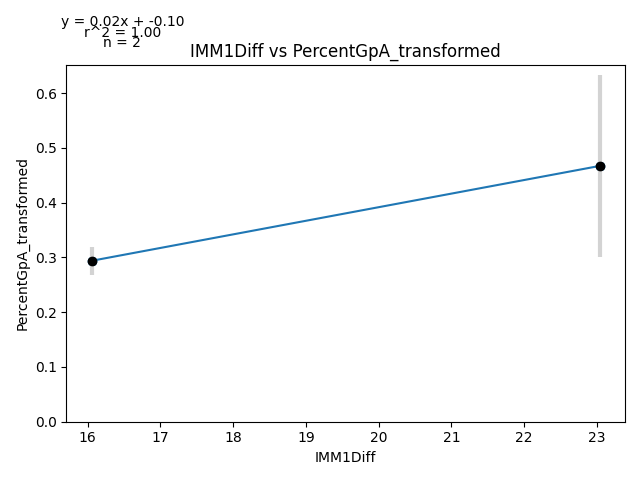 y = 0.02x + -0.10
r^2 = 1.00
n = 2
IMM1Diff vs PercentGpA_transformed
PercentGpA_transformed
0.6
0.5
0.4
0.3
0.2
0.1
0.0
16 17 18 19 20 21 22 23
IMM1Diff